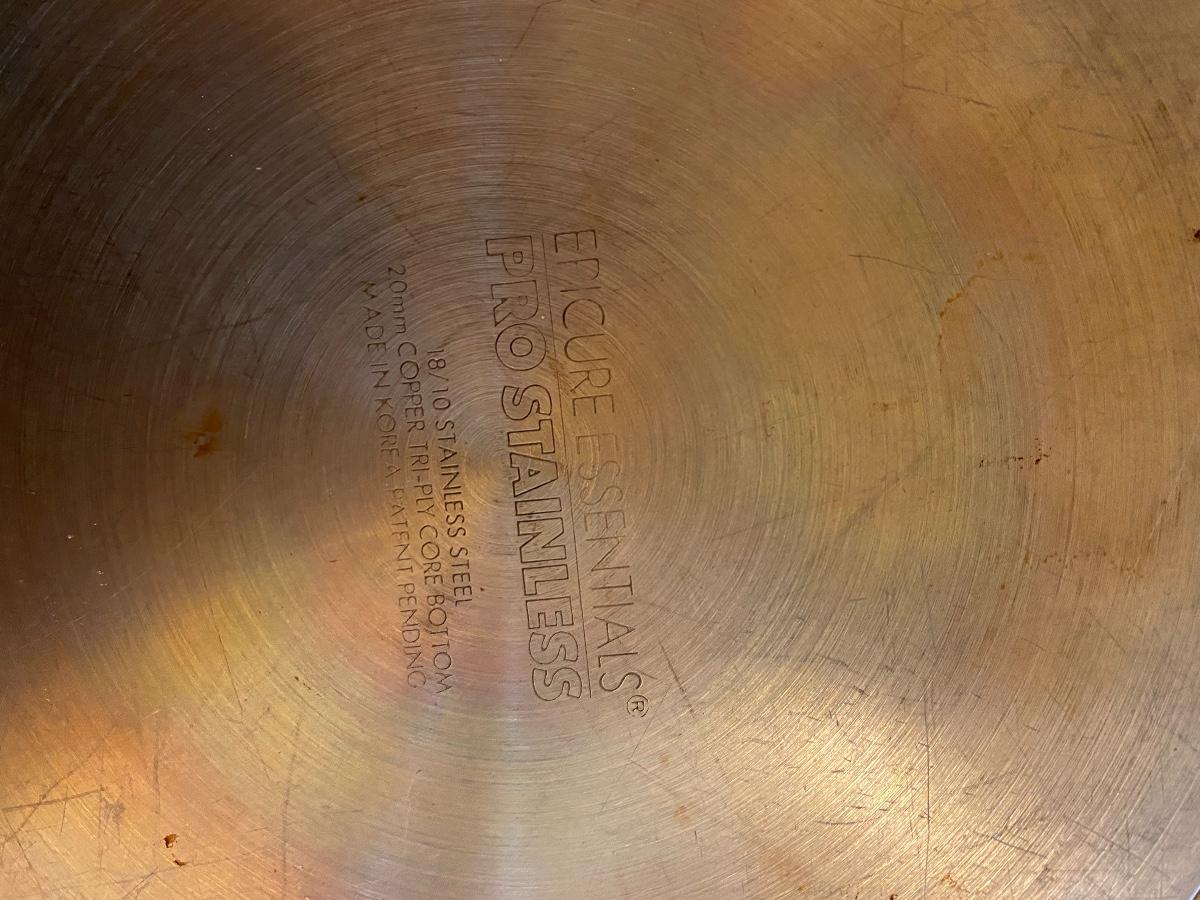 EPICURE ESSENTIALS®
PRO STAINLESS
18/10 STAINLESS STEEL
20mm COPPER TRI-PLY CORE BOTTOM
MADE IN KOREA PATENT PENDING